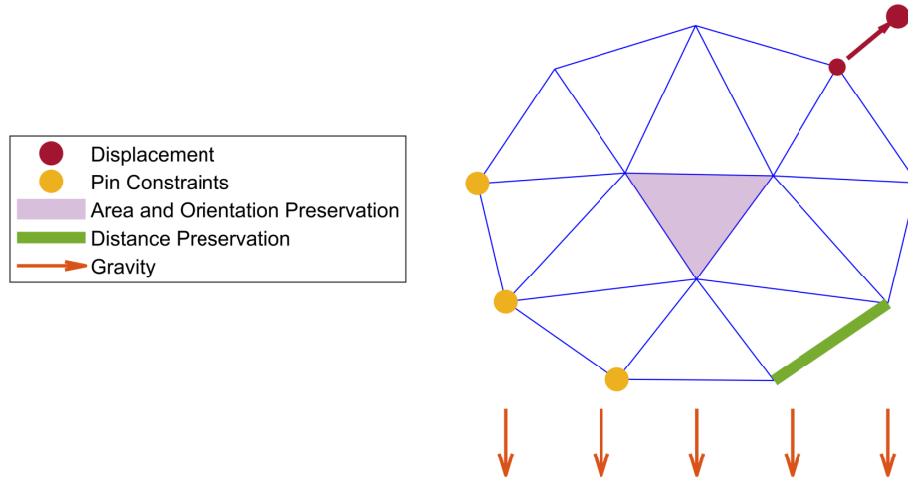 Displacement
Pin Constraints
Area and Orientation Preservation
Distance Preservation
Gravity